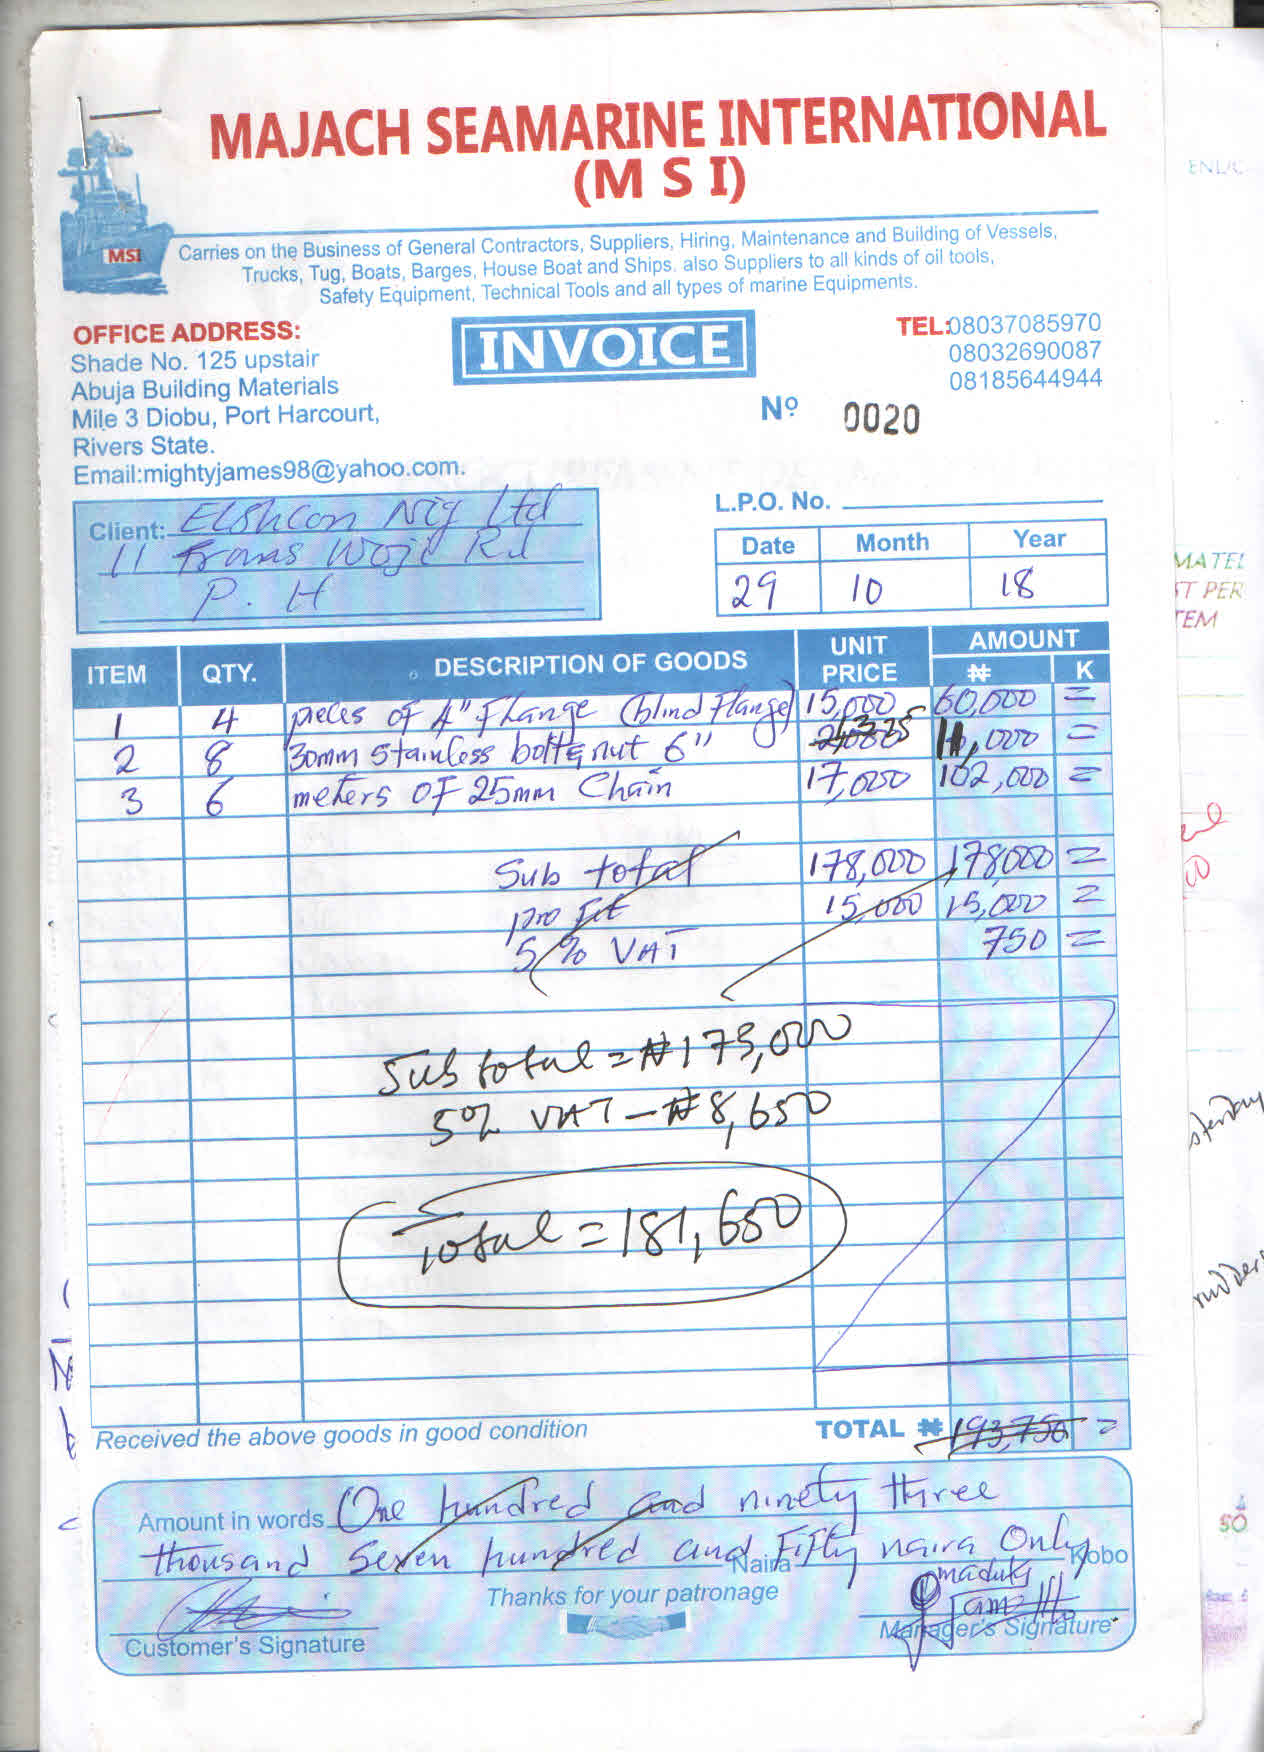 MAJACH SEAMARINE INTERNATIONAL
(M S I)
MSI
Carries on the Business of General Contractors, Suppliers, Hiring, Maintenance and Building of Vessels,
Trucks, Tug, Boats, Barges, House Boat and Ships. also Suppliers to all kinds of oil tools,
Safety Equipment, Technical Tools and all types of marine Equipments.
OFFICE ADDRESS:
Shade No. 125 upstair
Abuja Building Materials
Mile 3 Diobu, Port Harcourt,
Rivers State.
Email:mightyjames98@yahoo.com.
INVOICE
TEL:08037085970
08032690087
08185644944
Nº 0020
Client: Elshcon Nig Ltd
11 Trans Woji Rd
P. H
L.P.O. No.
Date Month Year
29 10 18
ITEM QTY. DESCRIPTION OF GOODS UNIT PRICE AMOUNT ₦ K
1 4 pieces of 4" Flange (blind Flange) 15,000 60,000 =
2 8 30mm stainless bolt & nut 6" 11,000 =
3 6 meters of 25mm Chain 17,000 102,000 =
Sub total 178,000 178,000 =
profit 15,000 15,000 =
5% VAT 750 =
Sub total = ₦173,000
5% VAT - ₦8,650
Total = 181,650
Received the above goods in good condition
TOTAL ₦ 193,750 =
Amount in words One hundred and ninety three
thousand Seven hundred and Fifty naira Only
Naira Kobo
Thanks for your patronage
Customer's Signature
Manager's Signature
ENL/C
MATEL
ST PER
TEM
50